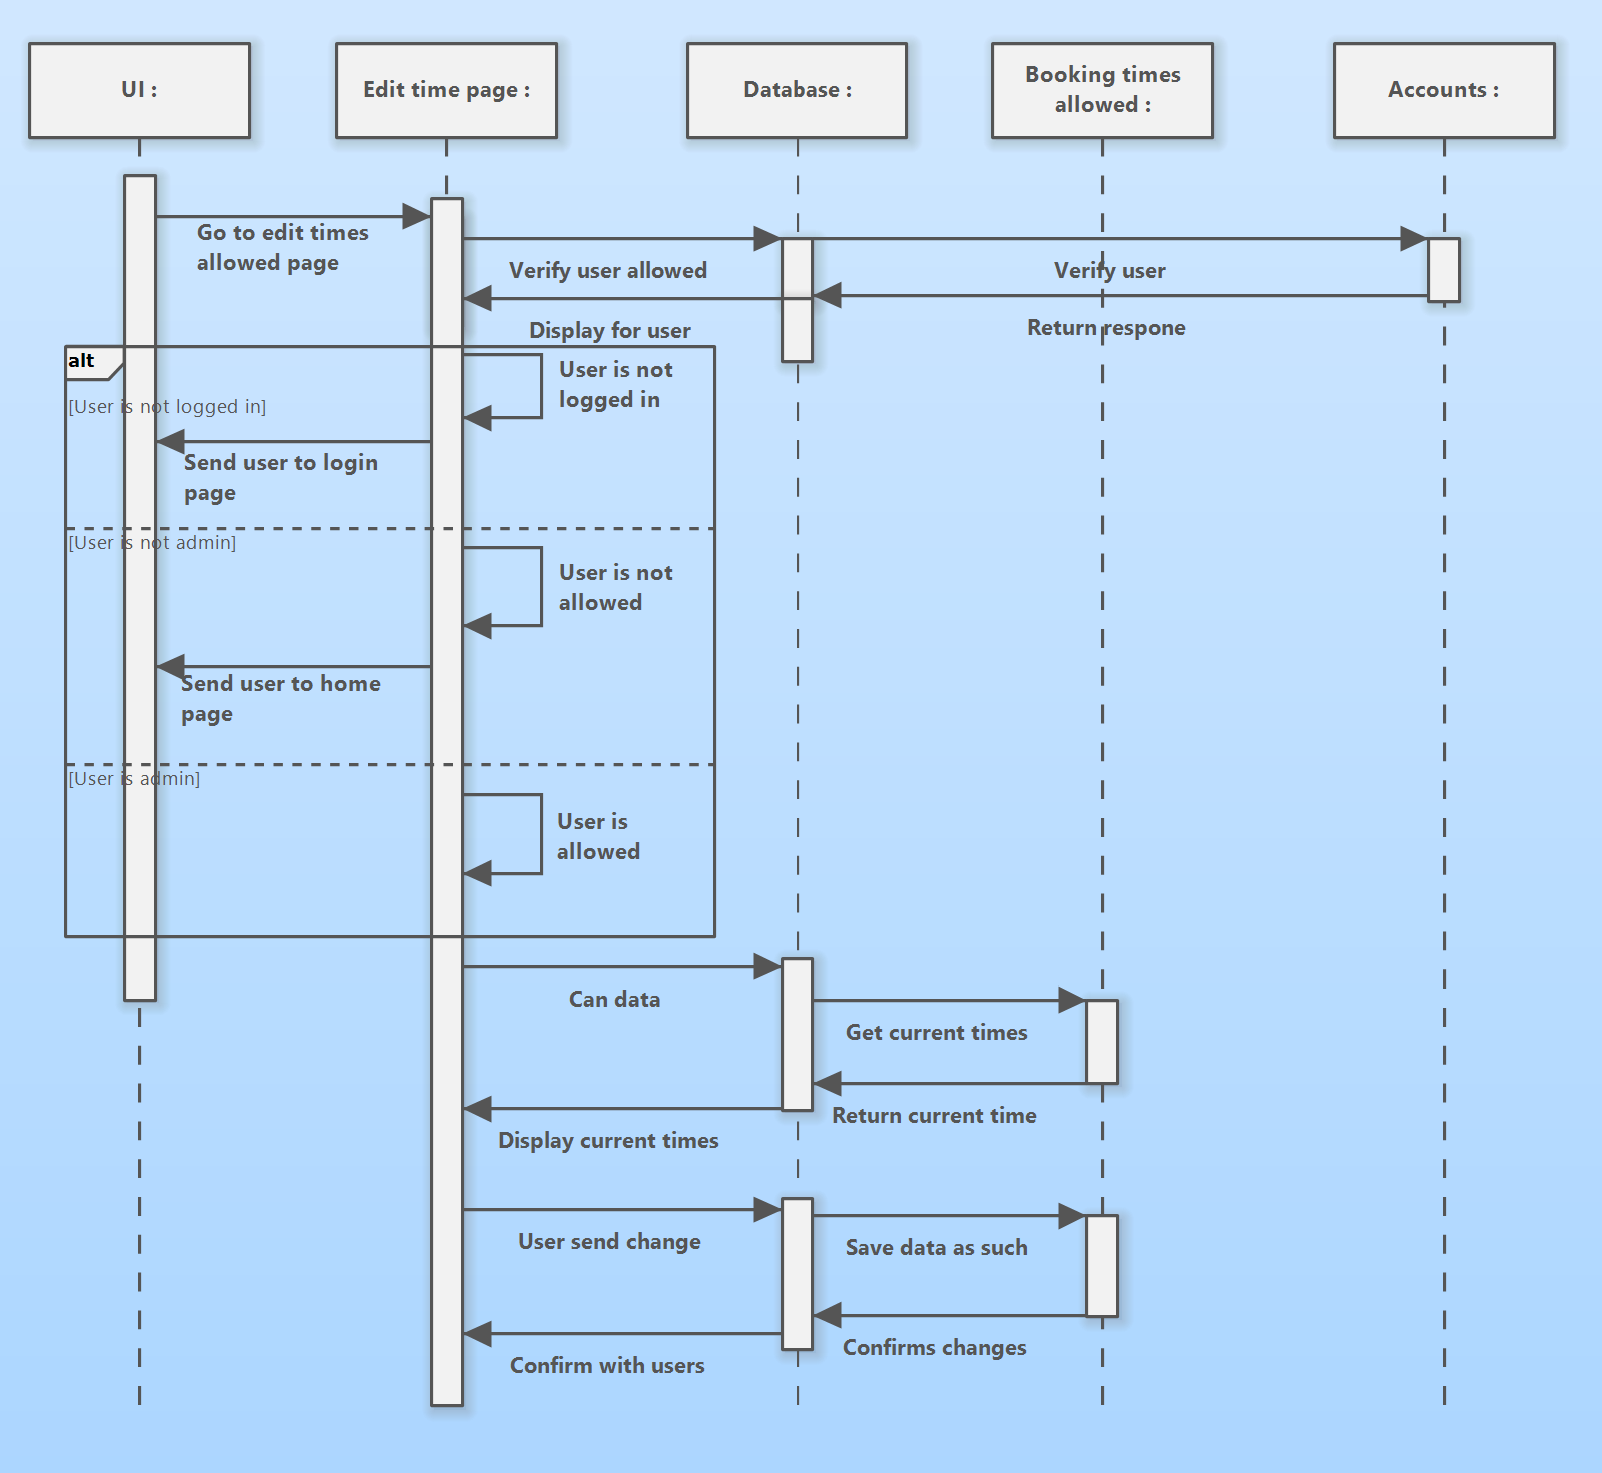 UI :
Edit time page :
Database :
Booking times
allowed :
Accounts :
Go to edit times
allowed page
Verify user allowed
Verify user
Display for user
Return respone
alt
[User is not logged in]
User is not
logged in
Send user to login
page
[User is not admin]
User is not
allowed
Send user to home
page
[User is admin]
User is
allowed
Can data
Get current times
Return current time
Display current times
User send change
Save data as such
Confirms changes
Confirm with users